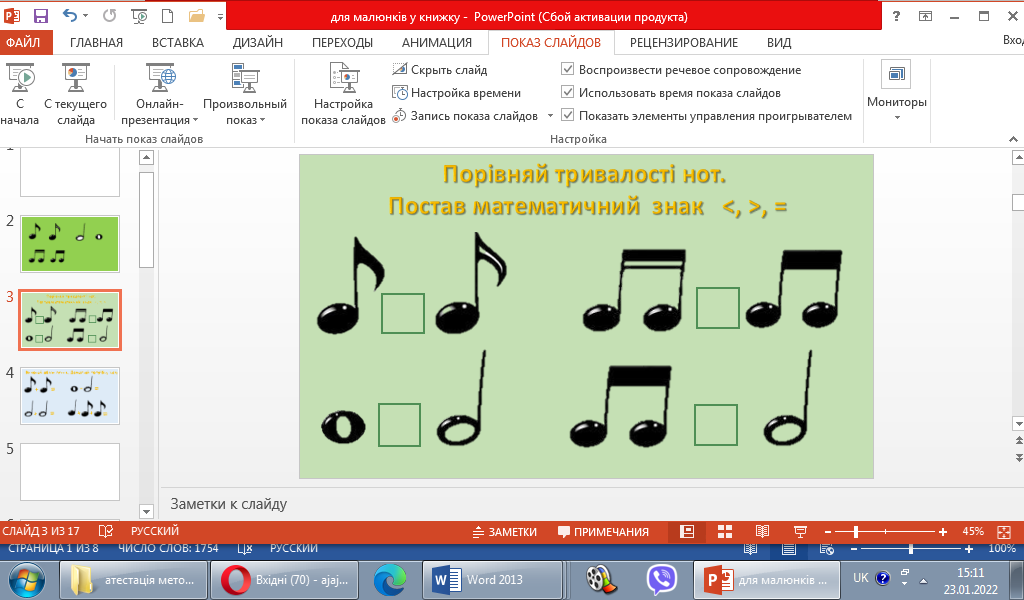 для малюнків у книжку - PowerPoint (Сбой активации продукта)
ФАЙЛ ГЛАВНАЯ ВСТАВКА ДИЗАЙН ПЕРЕХОДЫ АНИМАЦИЯ ПОКАЗ СЛАЙДОВ РЕЦЕНЗИРОВАНИЕ ВИД
С начала
С текущего слайда
Онлайн-презентация
Произвольный показ
Начать показ слайдов
Настройка показа слайдов
Скрыть слайд
Настройка времени
Запись показа слайдов
Воспроизвести речевое сопровождение
Использовать время показа слайдов
Показать элементы управления проигрывателем
Настройка
Мониторы
2
3
4
5
Порівняй тривалості нот.
Постав математичний знак <, >, =
Заметки к слайду
СЛАЙД 3 ИЗ 17 РУССКИЙ ЗАМЕТКИ ПРИМЕЧАНИЯ 45%
СТРАНИЦА 1 ИЗ 8 ЧИСЛО СЛОВ: 1754 РУССКИЙ 100%
атестація мето... Вхідні (70) - ajaj... Word 2013 для малюнків ... UK 15:11
23.01.2022